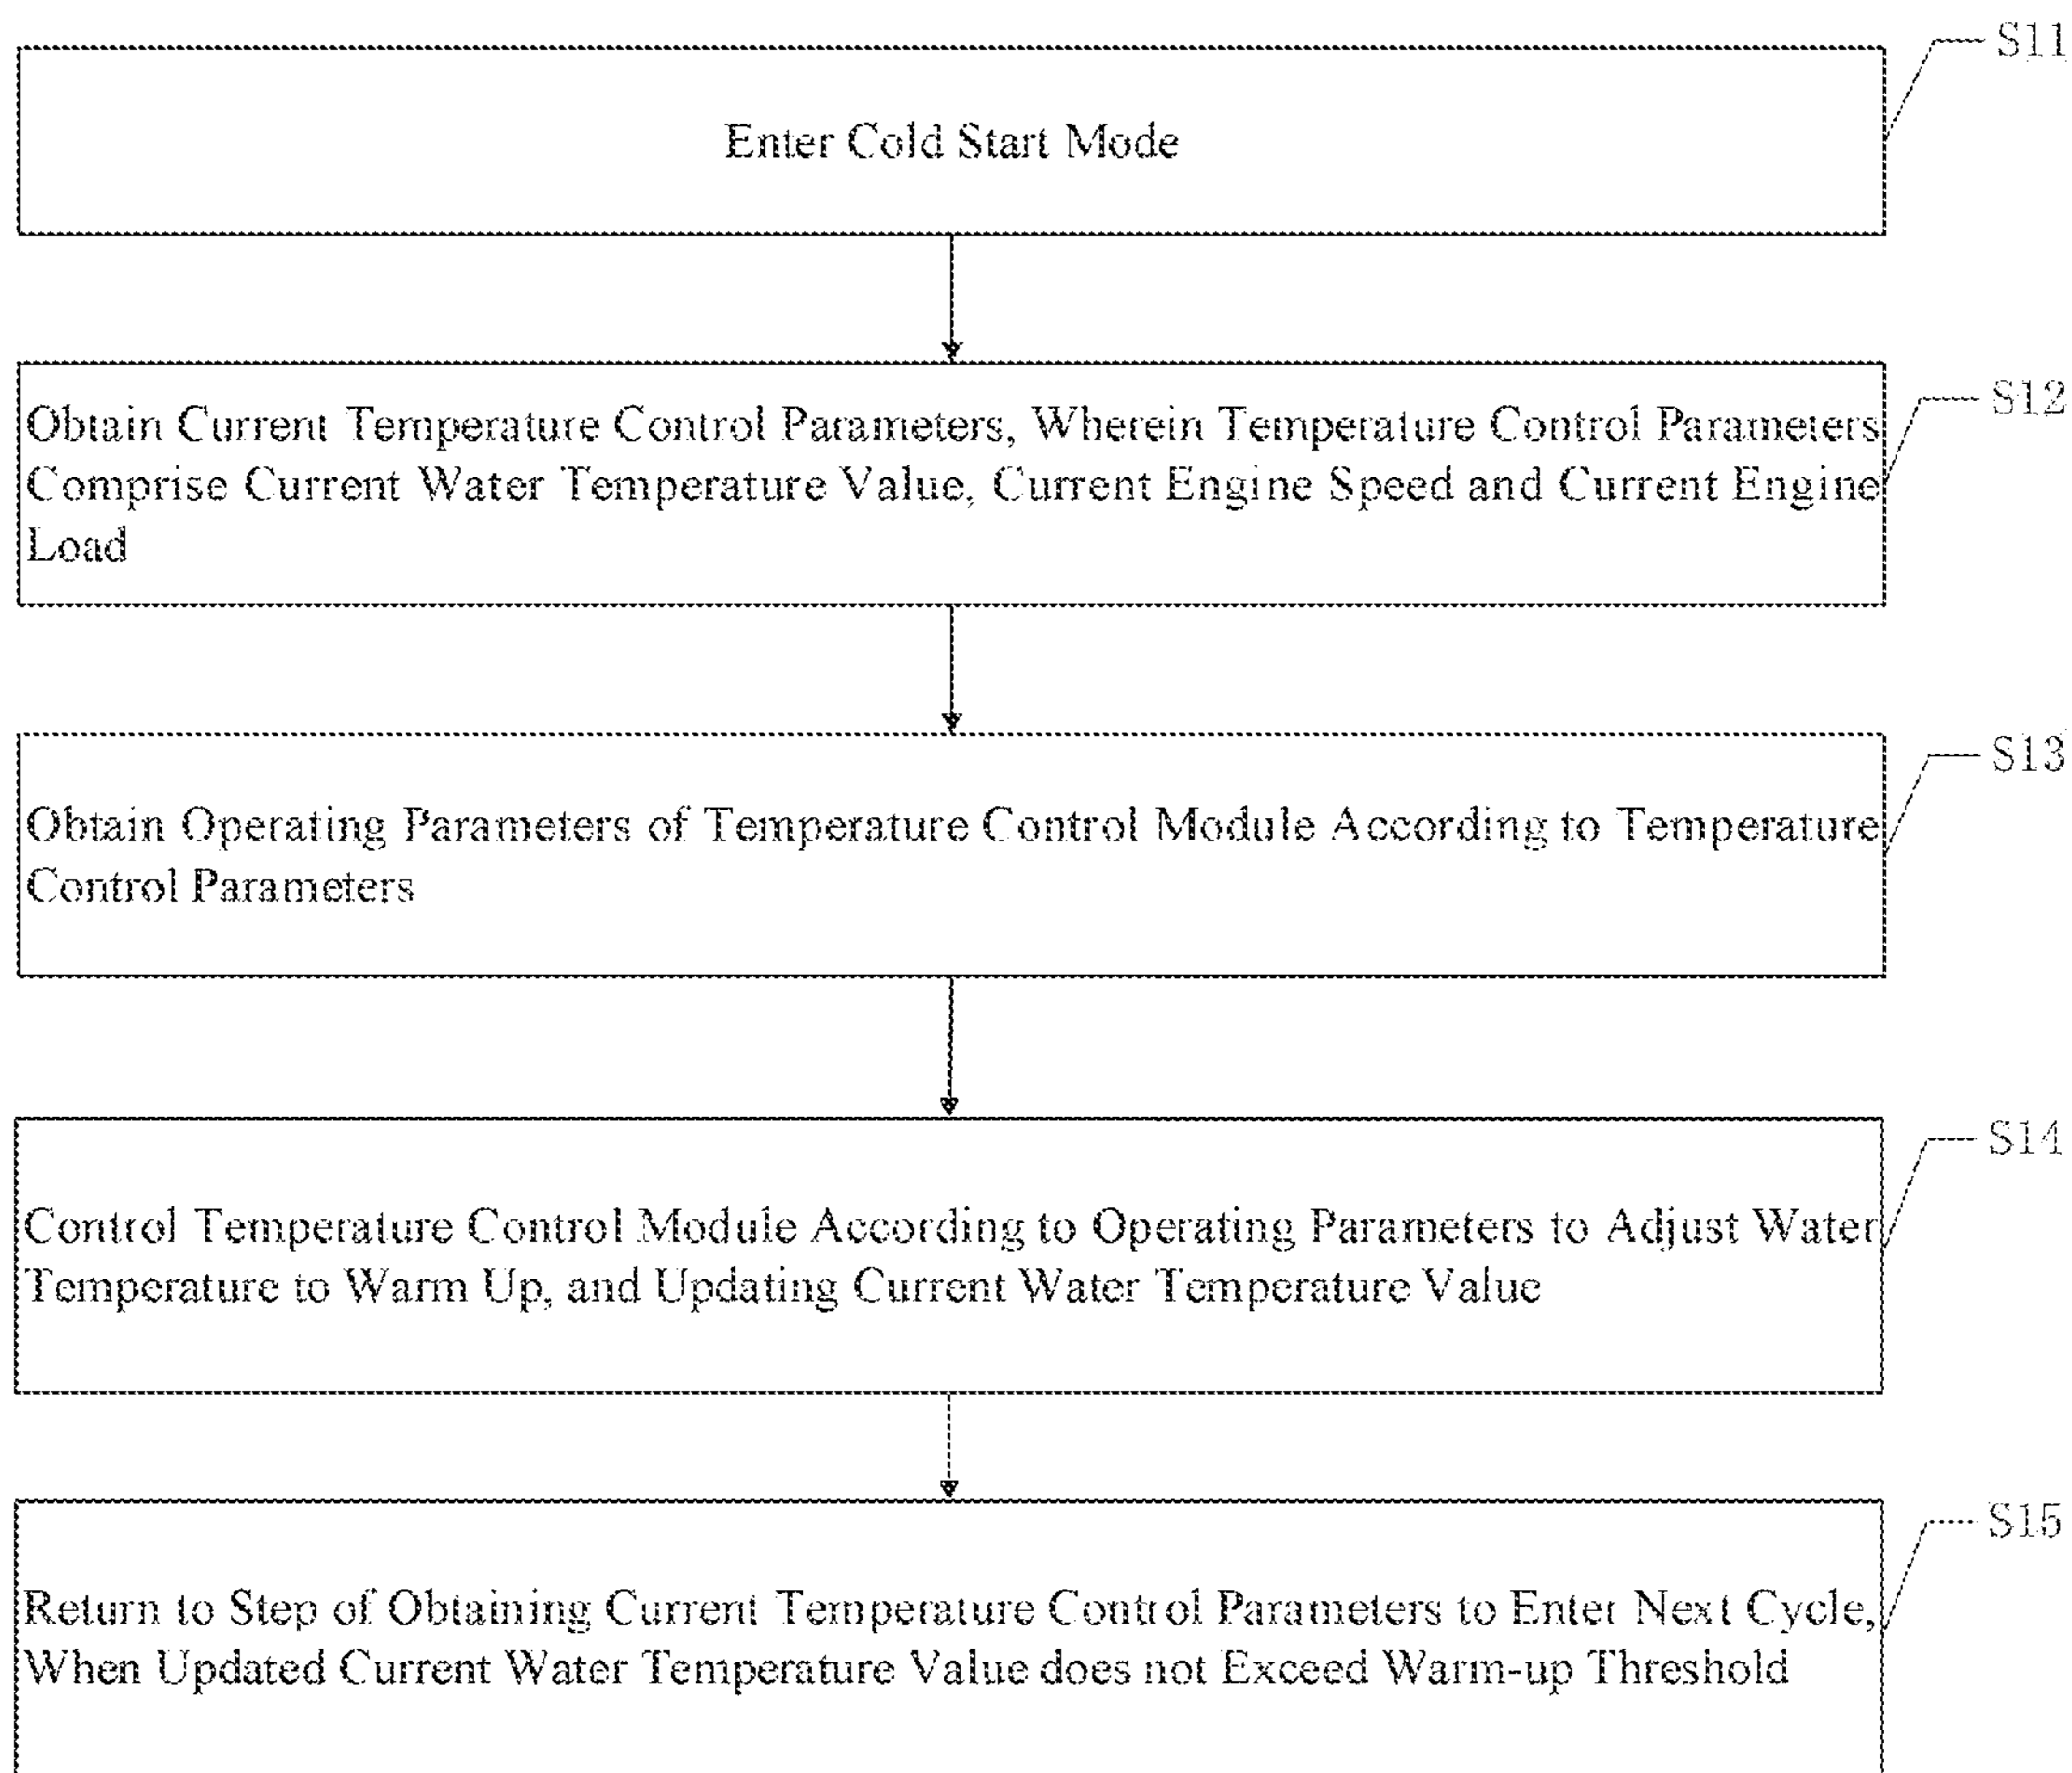 S11
Enter Cold Start Mode
S12
Obtain Current Temperature Control Parameters, Wherein Temperature Control Parameters
Comprise Current Water Temperature Value, Current Engine Speed and Current Engine
Load
S13
Obtain Operating Parameters of Temperature Control Module According to Temperature
Control Parameters
S14
Control Temperature Control Module According to Operating Parameters to Adjust Water
Temperature to Warm Up, and Updating Current Water Temperature Value
S15
Return to Step of Obtaining Current Temperature Control Parameters to Enter Next Cycle,
When Updated Current Water Temperature Value does not Exceed Warm-up Threshold